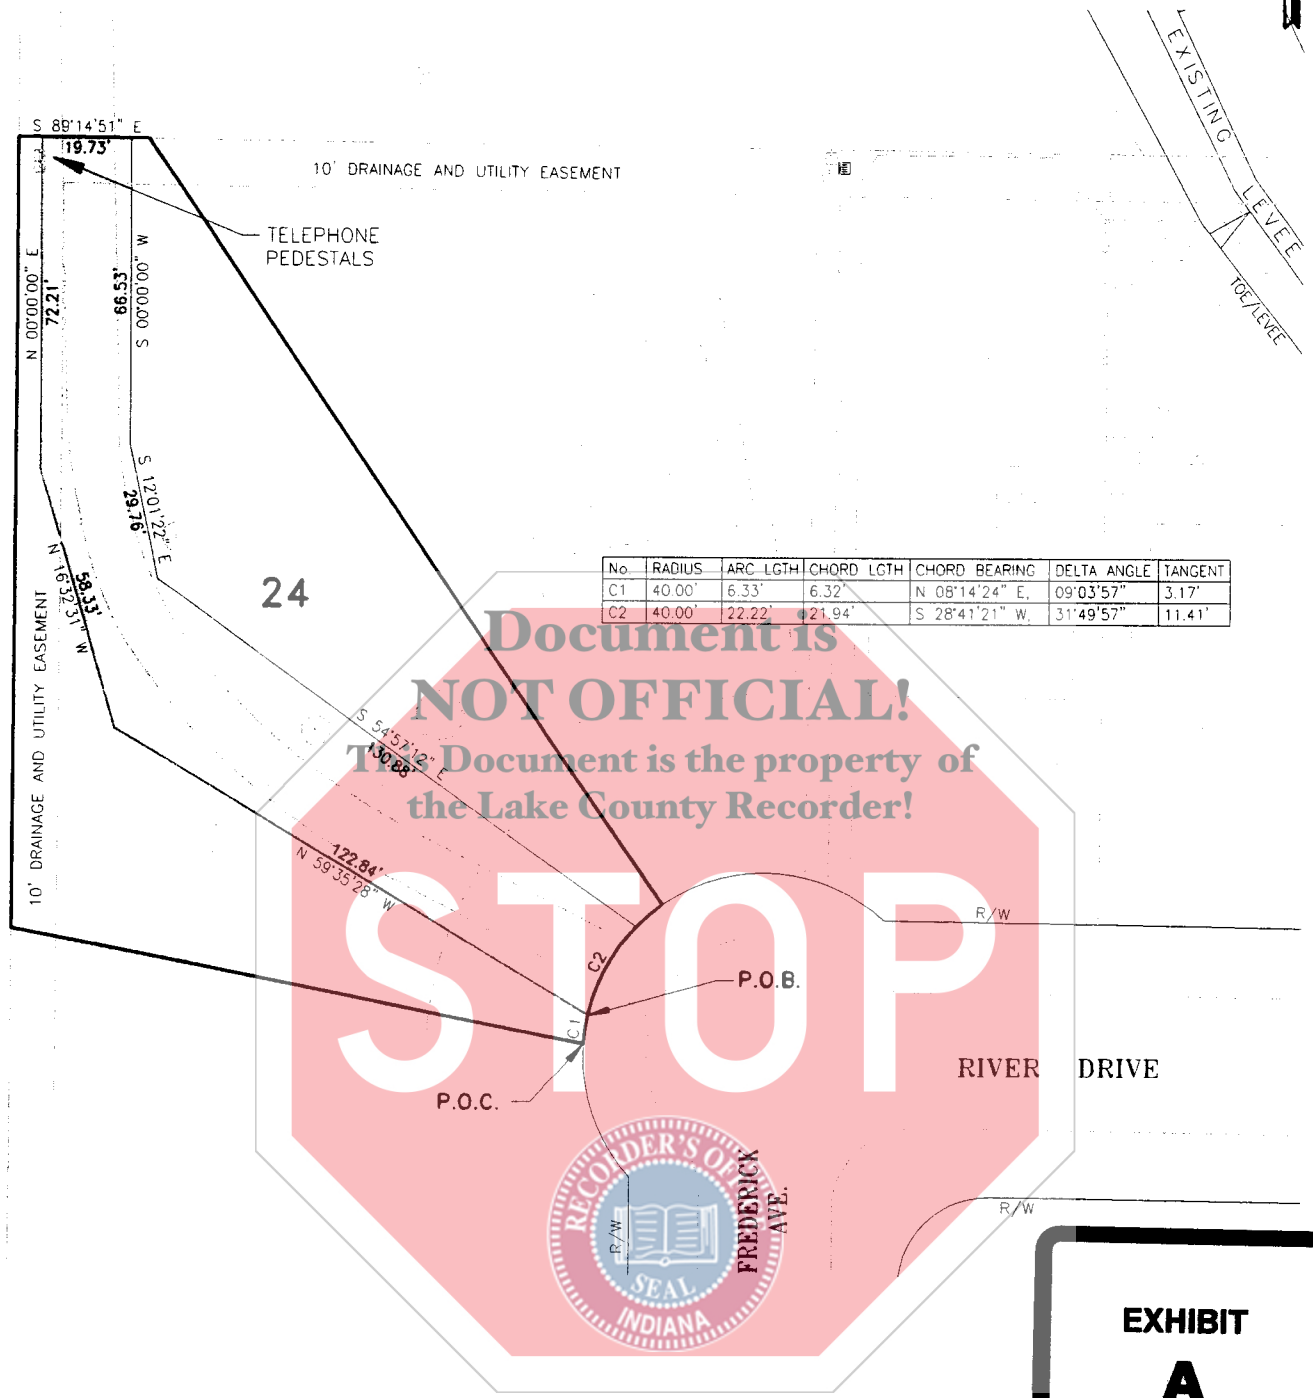 EXISTING
LEVEE
TOE/LEVEE
S 89°14'51" E
19.73'
10' DRAINAGE AND UTILITY EASEMENT
TELEPHONE
PEDESTALS
N 00°00'00" E
72.21'
66.53'
S 00°00'00" W
S 12°01'22" E
29.76'
N 16°32'31" W
58.33'
10' DRAINAGE AND UTILITY EASEMENT
24
No. RADIUS ARC LGTH CHORD LGTH CHORD BEARING DELTA ANGLE TANGENT
C1 40.00' 6.33' 6.32' N 08°14'24" E, 09°03'57" 3.17'
C2 40.00' 22.22' 21.94' S 28°41'21" W, 31°49'57" 11.41'
Document is
NOT OFFICIAL!
This Document is the property of
the Lake County Recorder!
S 54°57'12" E
130.88'
122.84'
N 59°35'28" W
STOP
R/W
C2
P.O.B.
C1
P.O.C.
RIVER DRIVE
FREDERICK
AVE.
R/W
R/W
RECORDER'S OFFICE
SEAL
INDIANA
EXHIBIT
A